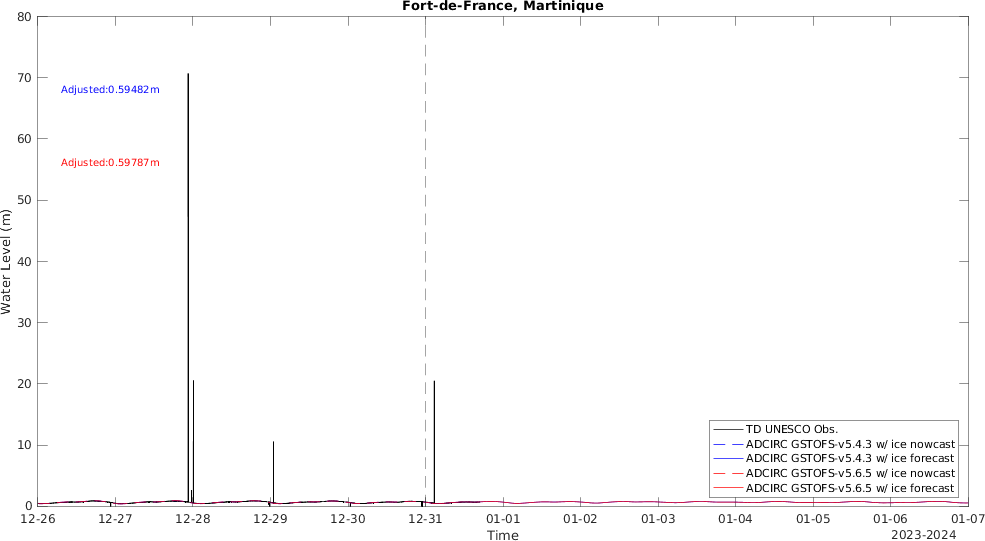 Fort-de-France, Martinique
80
70
60
50
40
30
20
10
0
Water Level (m)
Adjusted:0.59482m
Adjusted:0.59787m
TD UNESCO Obs.
ADCIRC GSTOFS-v5.4.3 w/ ice nowcast
ADCIRC GSTOFS-v5.4.3 w/ ice forecast
ADCIRC GSTOFS-v5.6.5 w/ ice nowcast
ADCIRC GSTOFS-v5.6.5 w/ ice forecast
12-26 12-27 12-28 12-29 12-30 12-31 01-01 01-02 01-03 01-04 01-05 01-06 01-07
Time
2023-2024